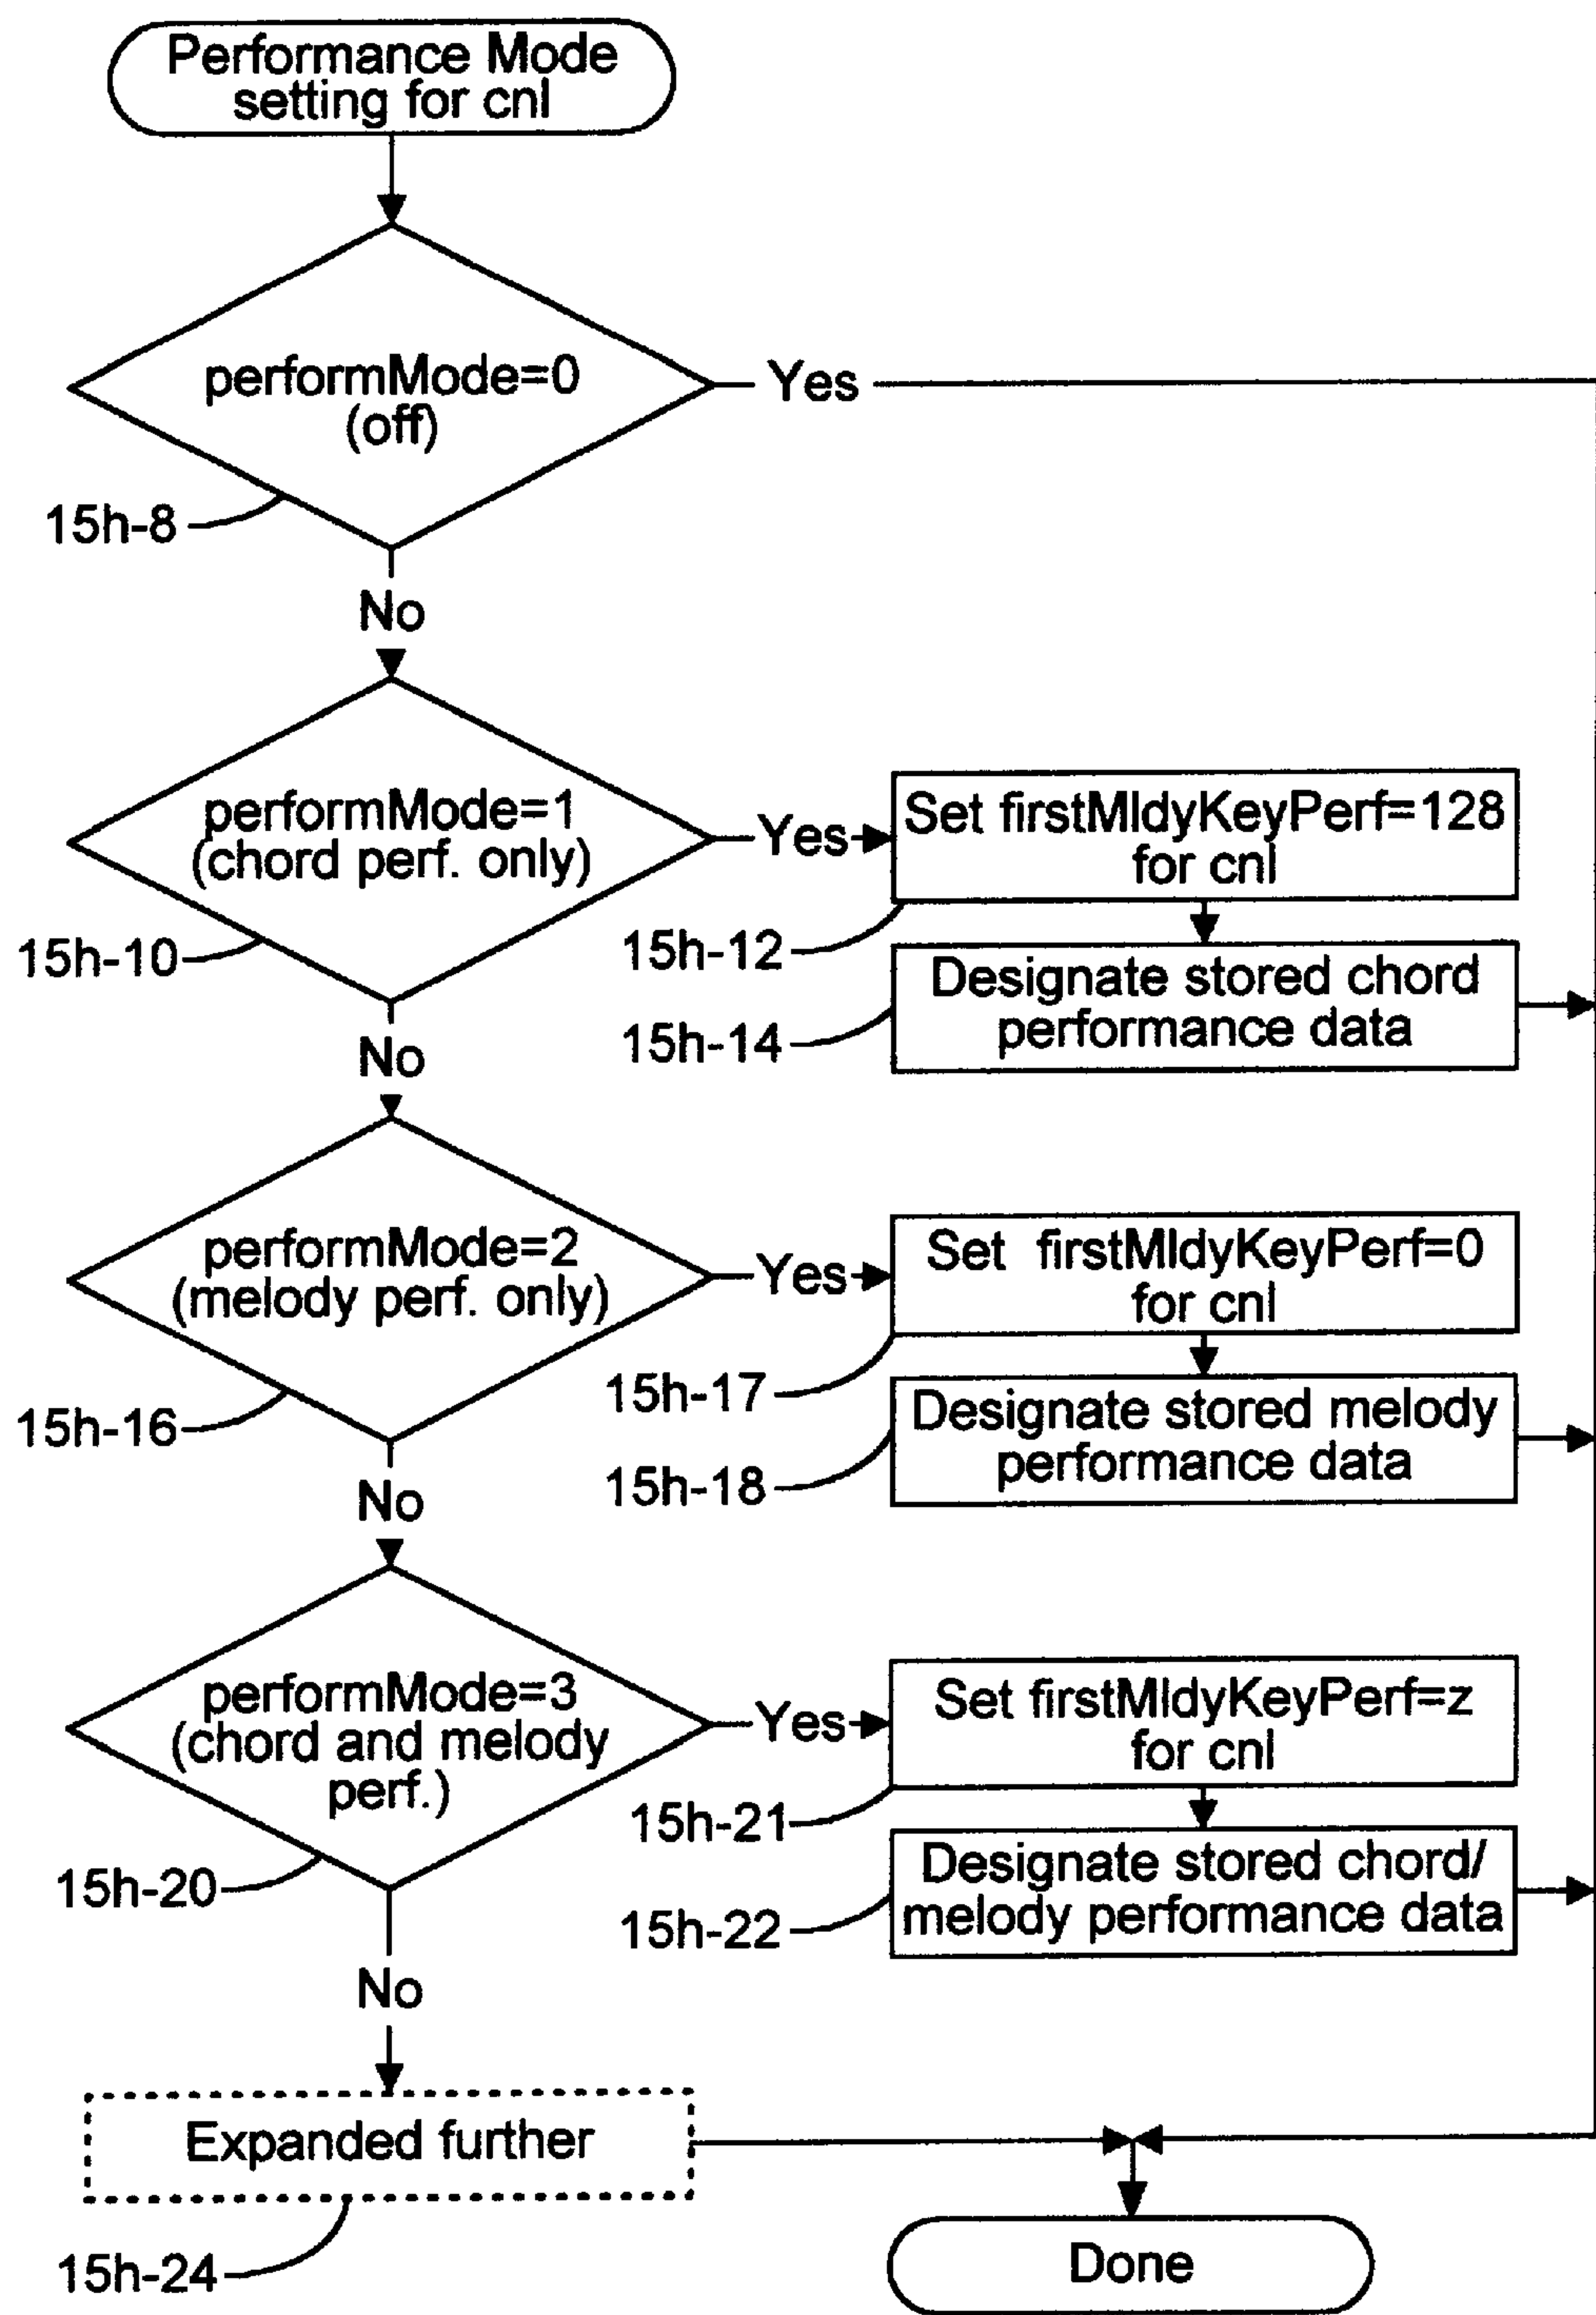 Performance Mode
setting for cnl
performMode=0
(off)
Yes
15h-8
No
performMode=1
(chord perf. only)
Yes
Set firstMldyKeyPerf=128
for cnl
15h-10
15h-12
Designate stored chord
performance data
15h-14
No
performMode=2
(melody perf. only)
Yes
Set firstMldyKeyPerf=0
for cnl
15h-16
15h-17
Designate stored melody
performance data
15h-18
No
performMode=3
(chord and melody
perf.)
Yes
Set firstMldyKeyPerf=z
for cnl
15h-20
15h-21
Designate stored chord/
melody performance data
15h-22
No
Expanded further
15h-24
Done